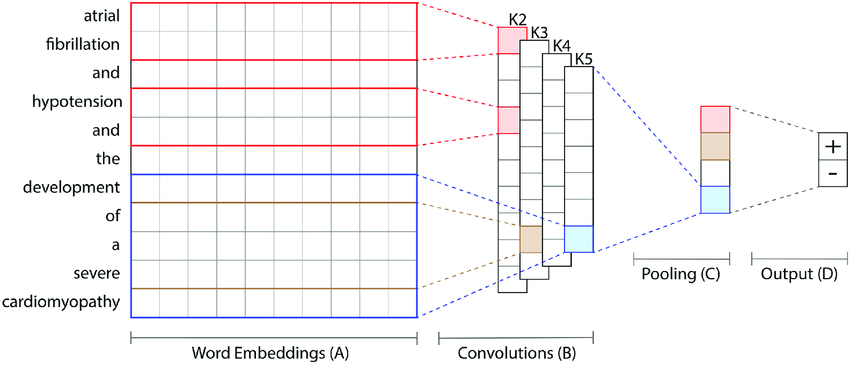 atrial
fibrillation
and
hypotension
and
the
development
of
a
severe
cardiomyopathy
K2
K3
K4
K5
+
-
Word Embeddings (A)
Convolutions (B)
Pooling (C)
Output (D)